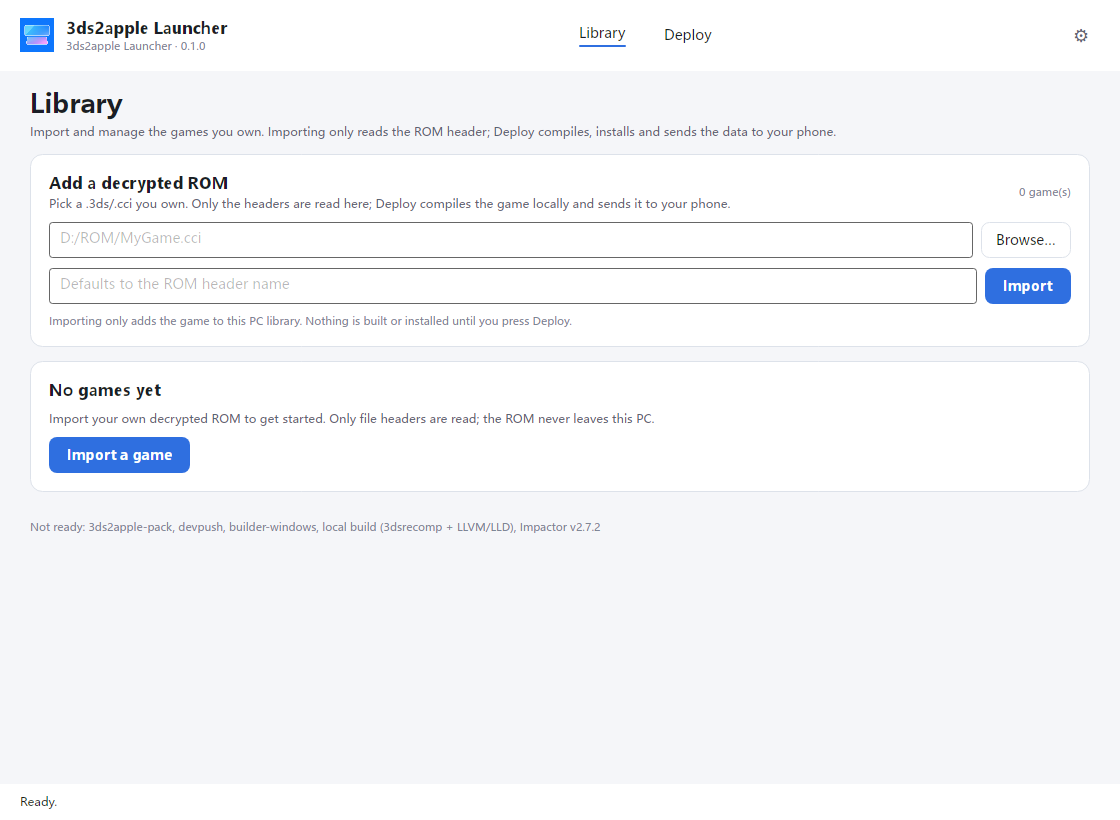 3ds2apple Launcher
3ds2apple Launcher · 0.1.0
Library
Deploy
Library
Import and manage the games you own. Importing only reads the ROM header; Deploy compiles, installs and sends the data to your phone.
Add a decrypted ROM
Pick a .3ds/.cci you own. Only the headers are read here; Deploy compiles the game locally and sends it to your phone.
0 game(s)
D:/ROM/MyGame.cci
Browse...
Defaults to the ROM header name
Import
Importing only adds the game to this PC library. Nothing is built or installed until you press Deploy.
No games yet
Import your own decrypted ROM to get started. Only file headers are read; the ROM never leaves this PC.
Import a game
Not ready: 3ds2apple-pack, devpush, builder-windows, local build (3dsrecomp + LLVM/LLD), Impactor v2.7.2
Ready.